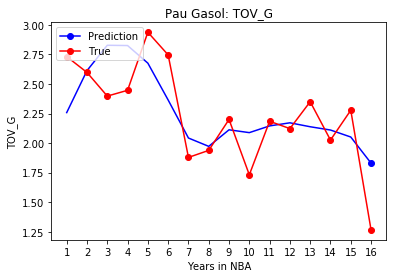 Pau Gasol: TOV_G
Prediction
True
3.00
2.75
2.50
2.25
2.00
1.75
1.50
1.25
TOV_G
1 2 3 4 5 6 7 8 9 10 11 12 13 14 15 16
Years in NBA